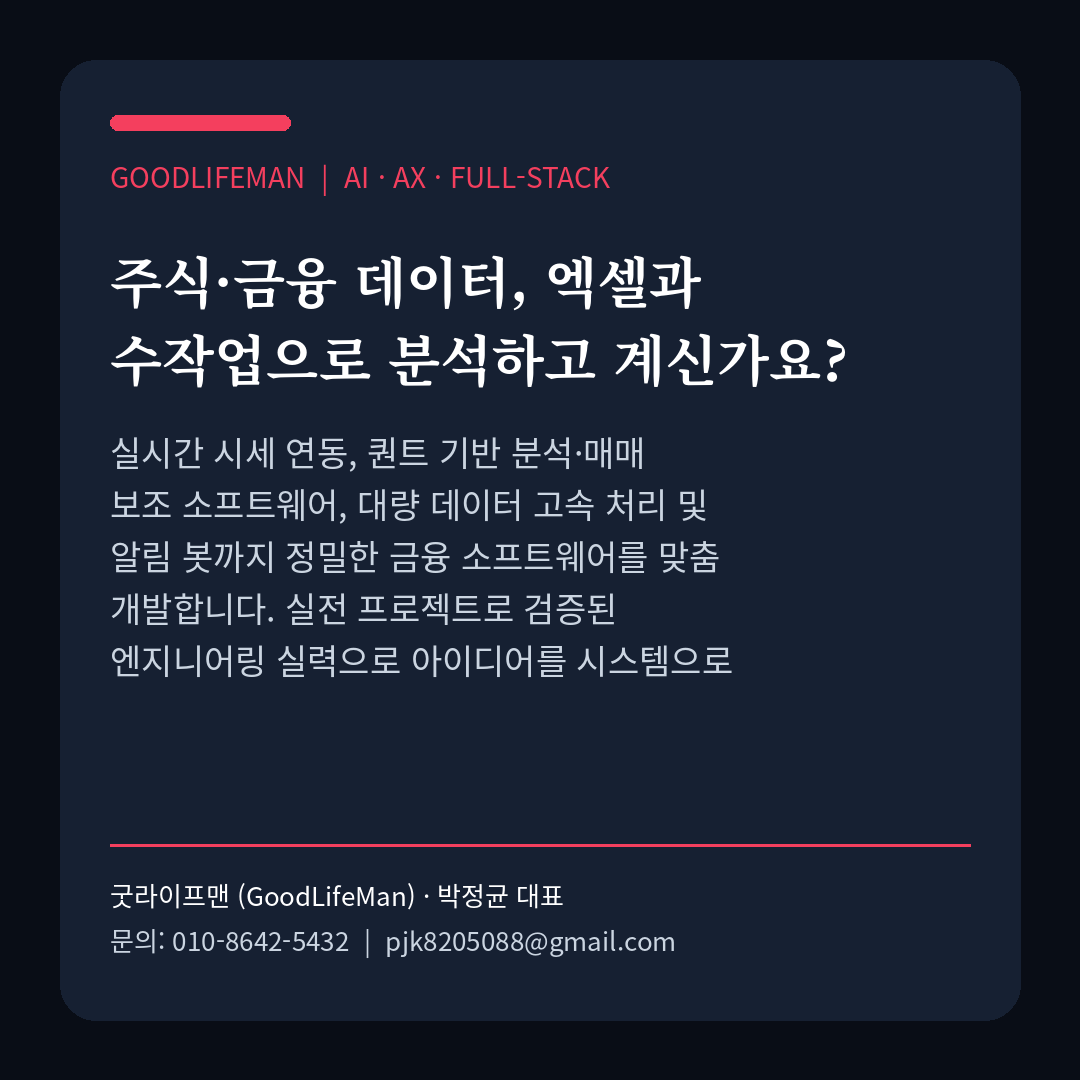 GOODLIFEMAN | AI · AX · FULL-STACK
주식·금융 데이터, 엑셀과
수작업으로 분석하고 계신가요?
실시간 시세 연동, 퀀트 기반 분석·매매
보조 소프트웨어, 대량 데이터 고속 처리 및
알림 봇까지 정밀한 금융 소프트웨어를 맞춤
개발합니다. 실전 프로젝트로 검증된
엔지니어링 실력으로 아이디어를 시스템으로
굿라이프맨 (GoodLifeMan) · 박정균 대표
문의: 010-8642-5432 | pjk8205088@gmail.com